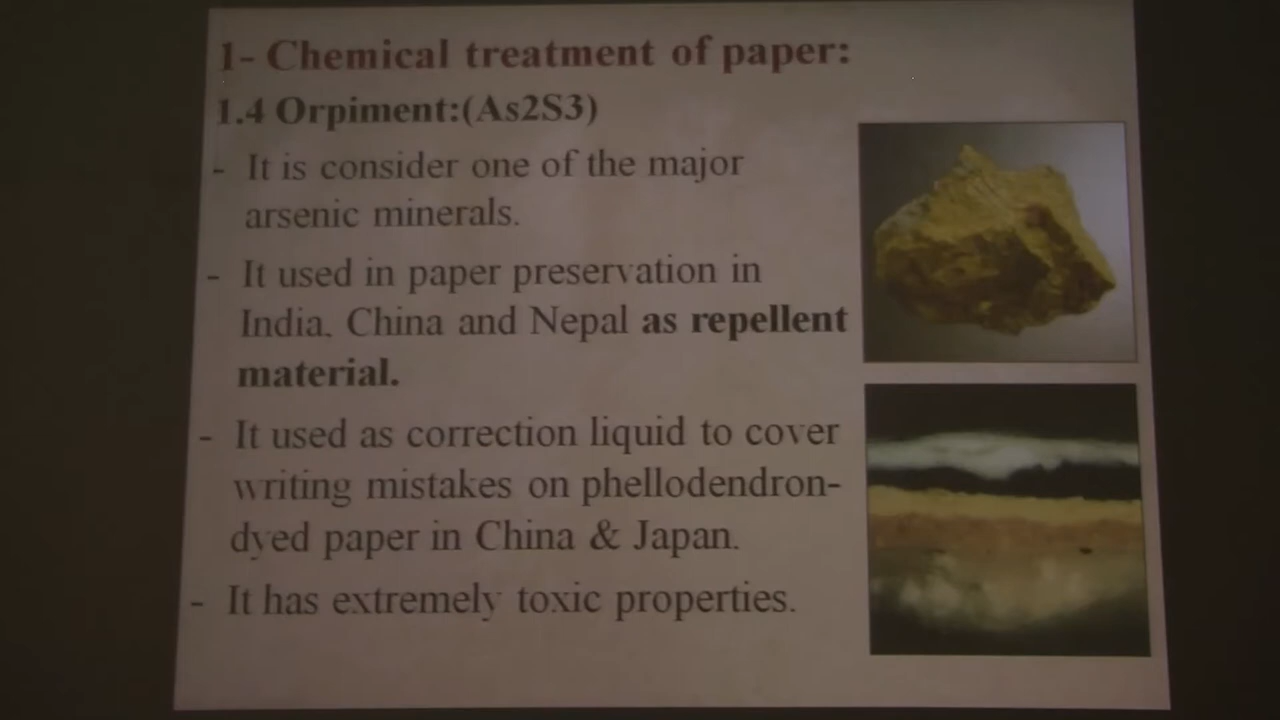 1- Chemical treatment of paper:
1.4 Orpiment:(As2S3)
- It is consider one of the major
arsenic minerals.
- It used in paper preservation in
India, China and Nepal as repellent
material.
- It used as correction liquid to cover
writing mistakes on phellodendron-
dyed paper in China & Japan.
- It has extremely toxic properties.